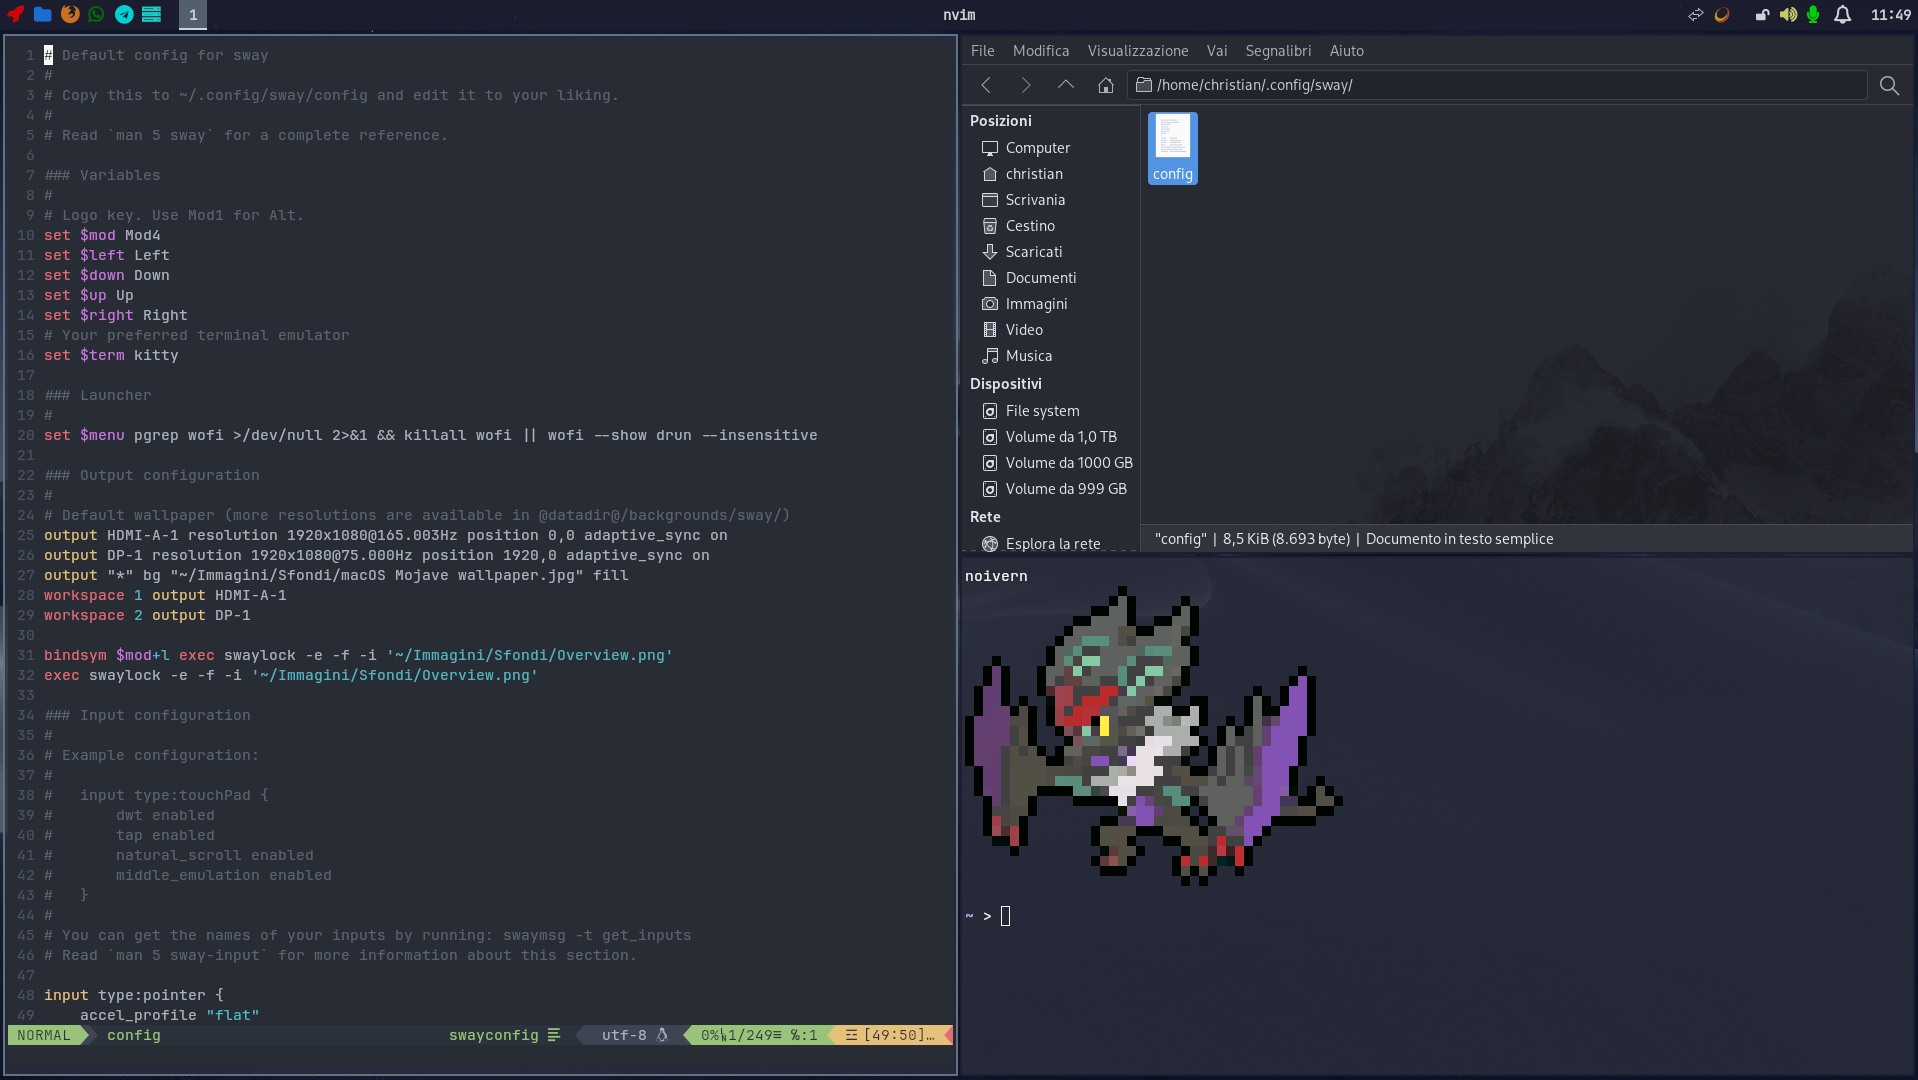 1
nvim
11:49
1 # Default config for sway
2 #
3 # Copy this to ~/.config/sway/config and edit it to your liking.
4 #
5 # Read `man 5 sway` for a complete reference.
6
7 ### Variables
8 #
9 # Logo key. Use Mod1 for Alt.
10 set $mod Mod4
11 set $left Left
12 set $down Down
13 set $up Up
14 set $right Right
15 # Your preferred terminal emulator
16 set $term kitty
17
18 ### Launcher
19 #
20 set $menu pgrep wofi >/dev/null 2>&1 && killall wofi || wofi --show drun --insensitive
21
22 ### Output configuration
23 #
24 # Default wallpaper (more resolutions are available in @datadir@/backgrounds/sway/)
25 output HDMI-A-1 resolution 1920x1080@165.003Hz position 0,0 adaptive_sync on
26 output DP-1 resolution 1920x1080@75.000Hz position 1920,0 adaptive_sync on
27 output "*" bg "~/Immagini/Sfondi/macOS Mojave wallpaper.jpg" fill
28 workspace 1 output HDMI-A-1
29 workspace 2 output DP-1
30
31 bindsym $mod+l exec swaylock -e -f -i '~/Immagini/Sfondi/Overview.png'
32 exec swaylock -e -f -i '~/Immagini/Sfondi/Overview.png'
33
34 ### Input configuration
35 #
36 # Example configuration:
37 #
38 #   input type:touchPad {
39 #       dwt enabled
40 #       tap enabled
41 #       natural_scroll enabled
42 #       middle_emulation enabled
43 #   }
44 #
45 # You can get the names of your inputs by running: swaymsg -t get_inputs
46 # Read `man 5 sway-input` for more information about this section.
47
48 input type:pointer {
49     accel_profile "flat"
NORMAL config swayconfig utf-8 0% 1/249 :1 [49:50]…
File Modifica Visualizzazione Vai Segnalibri Aiuto
/home/christian/.config/sway/
Posizioni
Computer
christian
Scrivania
Cestino
Scaricati
Documenti
Immagini
Video
Musica
Dispositivi
File system
Volume da 1,0 TB
Volume da 1000 GB
Volume da 999 GB
Rete
Esplora la rete
config
"config" | 8,5 KiB (8.693 byte) | Documento in testo semplice
noivern
~ >